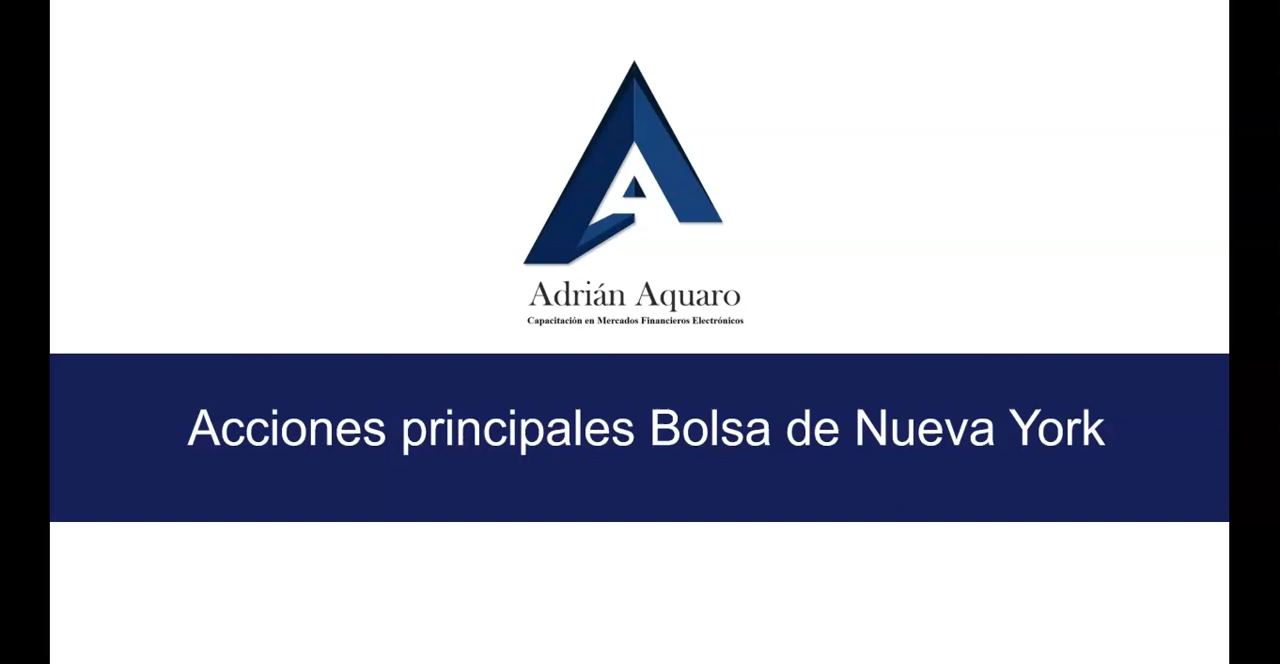 Adrián Aquaro
Capacitación en Mercados Financieros Electrónicos
Acciones principales Bolsa de Nueva York